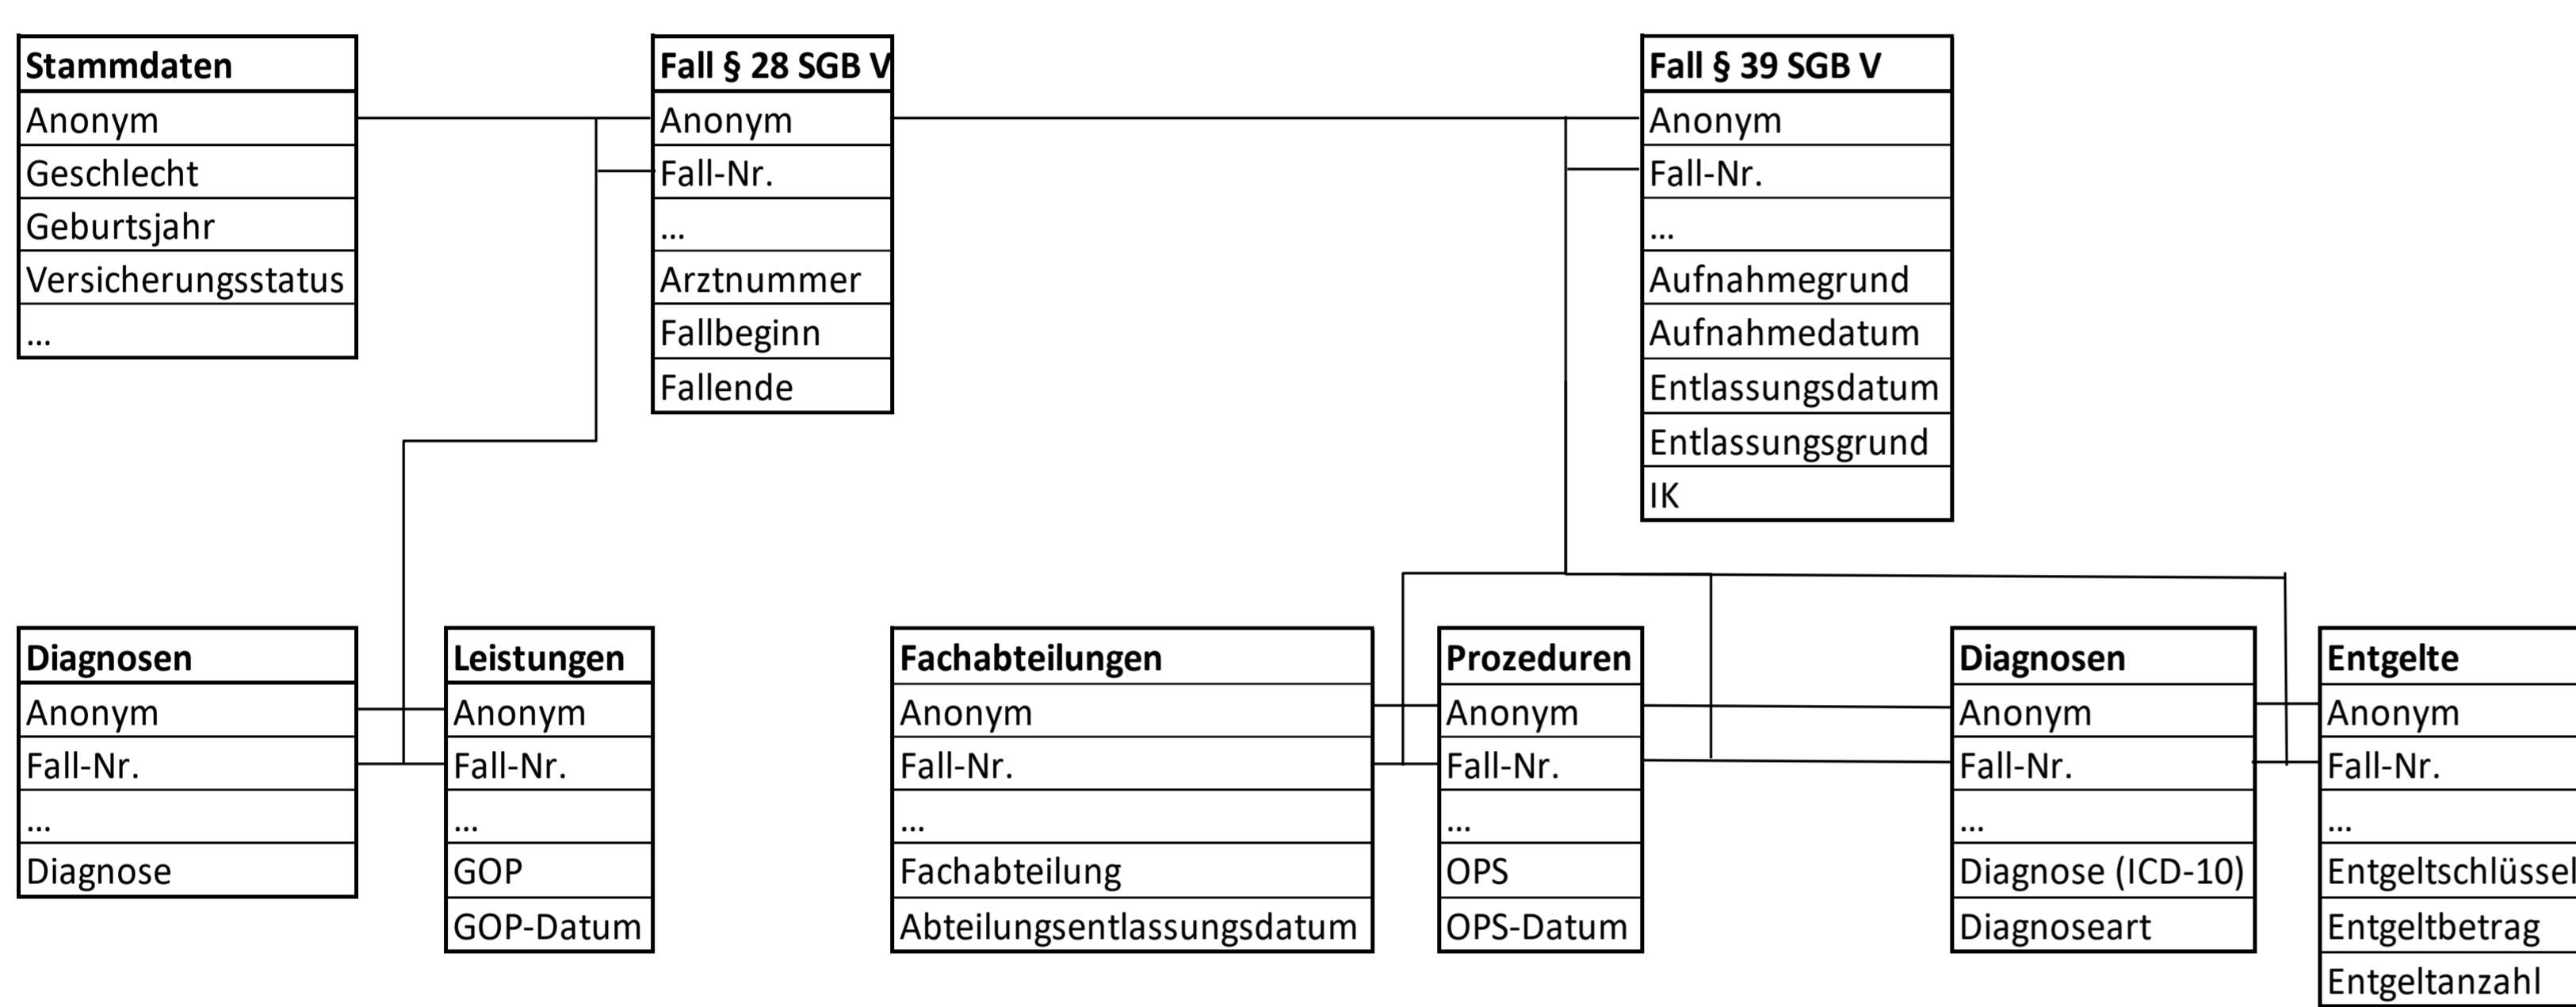 Stammdaten
Anonym
Geschlecht
Geburtsjahr
Versicherungsstatus
...
Fall § 28 SGB V
Anonym
Fall-Nr.
...
Arztnummer
Fallbeginn
Fallende
Fall § 39 SGB V
Anonym
Fall-Nr.
...
Aufnahmegrund
Aufnahmedatum
Entlassungsdatum
Entlassungsgrund
IK
Diagnosen
Anonym
Fall-Nr.
...
Diagnose
Leistungen
Anonym
Fall-Nr.
...
GOP
GOP-Datum
Fachabteilungen
Anonym
Fall-Nr.
...
Fachabteilung
Abteilungsentlassungsdatum
Prozeduren
Anonym
Fall-Nr.
...
OPS
OPS-Datum
Diagnosen
Anonym
Fall-Nr.
...
Diagnose (ICD-10)
Diagnoseart
Entgelte
Anonym
Fall-Nr.
...
Entgeltschlüssel
Entgeltbetrag
Entgeltanzahl